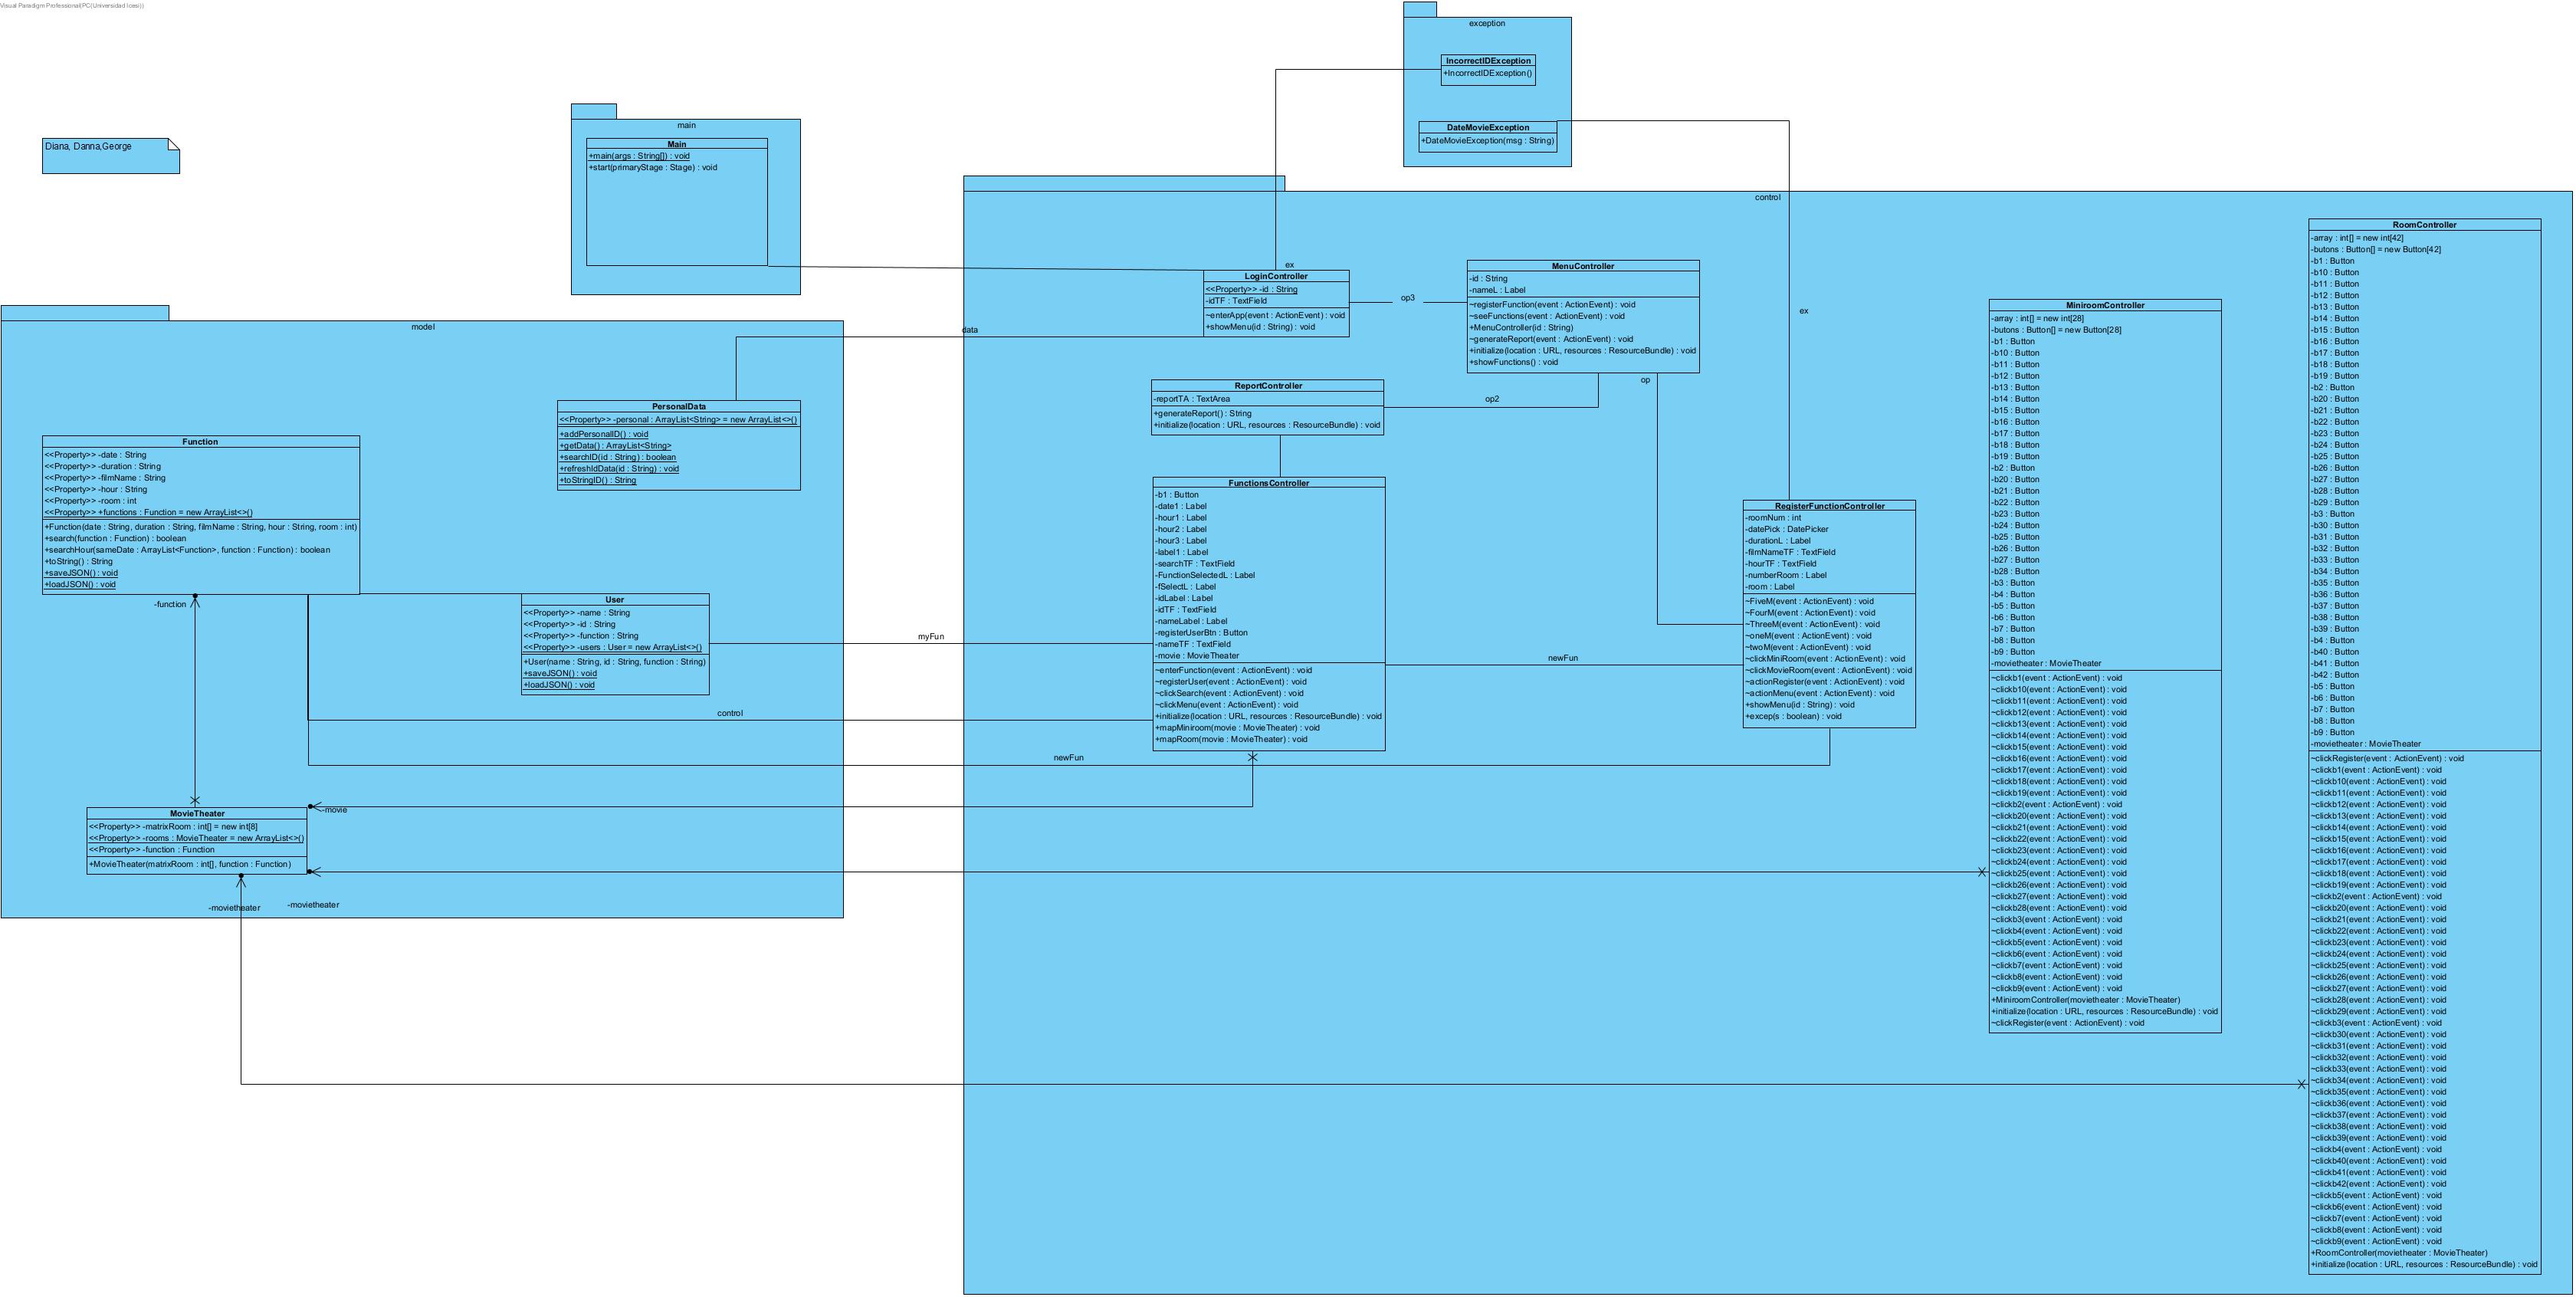 Visual Paradigm Professional(PC(Universidad Icesi))
Diana, Danna,George
exception
IncorrectIDException
+IncorrectIDException()
DateMovieException
+DateMovieException(msg : String)
main
Main
+main(args : String[]) : void
+start(primaryStage : Stage) : void
control
ex
LoginController
<<Property>> -id : String
-idTF : TextField
~enterApp(event : ActionEvent) : void
+showMenu(id : String) : void
op3
MenuController
-id : String
-nameL : Label
~registerFunction(event : ActionEvent) : void
~seeFunctions(event : ActionEvent) : void
+MenuController(id : String)
~generateReport(event : ActionEvent) : void
+initialize(location : URL, resources : ResourceBundle) : void
+showFunctions() : void
ex
op
op2
data
ReportController
-reportTA : TextArea
+generateReport() : String
+initialize(location : URL, resources : ResourceBundle) : void
FunctionsController
-b1 : Button
-date1 : Label
-hour1 : Label
-hour2 : Label
-hour3 : Label
-label1 : Label
-searchTF : TextField
-FunctionSelectedL : Label
-fSelectL : Label
-idLabel : Label
-idTF : TextField
-nameLabel : Label
-registerUserBtn : Button
-nameTF : TextField
-movie : MovieTheater
~enterFunction(event : ActionEvent) : void
~registerUser(event : ActionEvent) : void
~clickSearch(event : ActionEvent) : void
~clickMenu(event : ActionEvent) : void
+initialize(location : URL, resources : ResourceBundle) : void
+mapMiniroom(movie : MovieTheater) : void
+mapRoom(movie : MovieTheater) : void
newFun
RegisterFunctionController
-roomNum : int
-datePick : DatePicker
-durationL : Label
-filmNameTF : TextField
-hourTF : TextField
-numberRoom : Label
-room : Label
~FiveM(event : ActionEvent) : void
~FourM(event : ActionEvent) : void
~ThreeM(event : ActionEvent) : void
~oneM(event : ActionEvent) : void
~twoM(event : ActionEvent) : void
~clickMiniRoom(event : ActionEvent) : void
~clickMovieRoom(event : ActionEvent) : void
~actionRegister(event : ActionEvent) : void
~actionMenu(event : ActionEvent) : void
+showMenu(id : String) : void
+excep(s : boolean) : void
model
PersonalData
<<Property>> -personal : ArrayList<String> = new ArrayList<>()
+addPersonalID() : void
+getData() : ArrayList<String>
+searchID(id : String) : boolean
+refreshIdData(id : String) : void
+toStringID() : String
Function
<<Property>> -date : String
<<Property>> -duration : String
<<Property>> -filmName : String
<<Property>> -hour : String
<<Property>> -room : int
<<Property>> +functions : Function = new ArrayList<>()
+Function(date : String, duration : String, filmName : String, hour : String, room : int)
+search(function : Function) : boolean
+searchHour(sameDate : ArrayList<Function>, function : Function) : boolean
+toString() : String
+saveJSON() : void
+loadJSON() : void
-function
User
<<Property>> -name : String
<<Property>> -id : String
<<Property>> -function : String
<<Property>> -users : User = new ArrayList<>()
+User(name : String, id : String, function : String)
+saveJSON() : void
+loadJSON() : void
myFun
control
newFun
MovieTheater
<<Property>> -matrixRoom : int[] = new int[8]
<<Property>> -rooms : MovieTheater = new ArrayList<>()
<<Property>> -function : Function
+MovieTheater(matrixRoom : int[], function : Function)
-movie
-movietheater
-movietheater
MiniroomController
-array : int[] = new int[28]
-butons : Button[] = new Button[28]
-b1 : Button
-b10 : Button
-b11 : Button
-b12 : Button
-b13 : Button
-b14 : Button
-b15 : Button
-b16 : Button
-b17 : Button
-b18 : Button
-b19 : Button
-b2 : Button
-b20 : Button
-b21 : Button
-b22 : Button
-b23 : Button
-b24 : Button
-b25 : Button
-b26 : Button
-b27 : Button
-b28 : Button
-b3 : Button
-b4 : Button
-b5 : Button
-b6 : Button
-b7 : Button
-b8 : Button
-b9 : Button
-movietheater : MovieTheater
~clickb1(event : ActionEvent) : void
~clickb10(event : ActionEvent) : void
~clickb11(event : ActionEvent) : void
~clickb12(event : ActionEvent) : void
~clickb13(event : ActionEvent) : void
~clickb14(event : ActionEvent) : void
~clickb15(event : ActionEvent) : void
~clickb16(event : ActionEvent) : void
~clickb17(event : ActionEvent) : void
~clickb18(event : ActionEvent) : void
~clickb19(event : ActionEvent) : void
~clickb2(event : ActionEvent) : void
~clickb20(event : ActionEvent) : void
~clickb21(event : ActionEvent) : void
~clickb22(event : ActionEvent) : void
~clickb23(event : ActionEvent) : void
~clickb24(event : ActionEvent) : void
~clickb25(event : ActionEvent) : void
~clickb26(event : ActionEvent) : void
~clickb27(event : ActionEvent) : void
~clickb28(event : ActionEvent) : void
~clickb3(event : ActionEvent) : void
~clickb4(event : ActionEvent) : void
~clickb5(event : ActionEvent) : void
~clickb6(event : ActionEvent) : void
~clickb7(event : ActionEvent) : void
~clickb8(event : ActionEvent) : void
~clickb9(event : ActionEvent) : void
+MiniroomController(movietheater : MovieTheater)
+initialize(location : URL, resources : ResourceBundle) : void
~clickRegister(event : ActionEvent) : void
RoomController
-array : int[] = new int[42]
-butons : Button[] = new Button[42]
-b1 : Button
-b10 : Button
-b11 : Button
-b12 : Button
-b13 : Button
-b14 : Button
-b15 : Button
-b16 : Button
-b17 : Button
-b18 : Button
-b19 : Button
-b2 : Button
-b20 : Button
-b21 : Button
-b22 : Button
-b23 : Button
-b24 : Button
-b25 : Button
-b26 : Button
-b27 : Button
-b28 : Button
-b29 : Button
-b3 : Button
-b30 : Button
-b31 : Button
-b32 : Button
-b33 : Button
-b34 : Button
-b35 : Button
-b36 : Button
-b37 : Button
-b38 : Button
-b39 : Button
-b4 : Button
-b40 : Button
-b41 : Button
-b42 : Button
-b5 : Button
-b6 : Button
-b7 : Button
-b8 : Button
-b9 : Button
-movietheater : MovieTheater
~clickRegister(event : ActionEvent) : void
~clickb1(event : ActionEvent) : void
~clickb10(event : ActionEvent) : void
~clickb11(event : ActionEvent) : void
~clickb12(event : ActionEvent) : void
~clickb13(event : ActionEvent) : void
~clickb14(event : ActionEvent) : void
~clickb15(event : ActionEvent) : void
~clickb16(event : ActionEvent) : void
~clickb17(event : ActionEvent) : void
~clickb18(event : ActionEvent) : void
~clickb19(event : ActionEvent) : void
~clickb2(event : ActionEvent) : void
~clickb20(event : ActionEvent) : void
~clickb21(event : ActionEvent) : void
~clickb22(event : ActionEvent) : void
~clickb23(event : ActionEvent) : void
~clickb24(event : ActionEvent) : void
~clickb25(event : ActionEvent) : void
~clickb26(event : ActionEvent) : void
~clickb27(event : ActionEvent) : void
~clickb28(event : ActionEvent) : void
~clickb29(event : ActionEvent) : void
~clickb3(event : ActionEvent) : void
~clickb30(event : ActionEvent) : void
~clickb31(event : ActionEvent) : void
~clickb32(event : ActionEvent) : void
~clickb33(event : ActionEvent) : void
~clickb34(event : ActionEvent) : void
~clickb35(event : ActionEvent) : void
~clickb36(event : ActionEvent) : void
~clickb37(event : ActionEvent) : void
~clickb38(event : ActionEvent) : void
~clickb39(event : ActionEvent) : void
~clickb4(event : ActionEvent) : void
~clickb40(event : ActionEvent) : void
~clickb41(event : ActionEvent) : void
~clickb42(event : ActionEvent) : void
~clickb5(event : ActionEvent) : void
~clickb6(event : ActionEvent) : void
~clickb7(event : ActionEvent) : void
~clickb8(event : ActionEvent) : void
~clickb9(event : ActionEvent) : void
+RoomController(movietheater : MovieTheater)
+initialize(location : URL, resources : ResourceBundle) : void